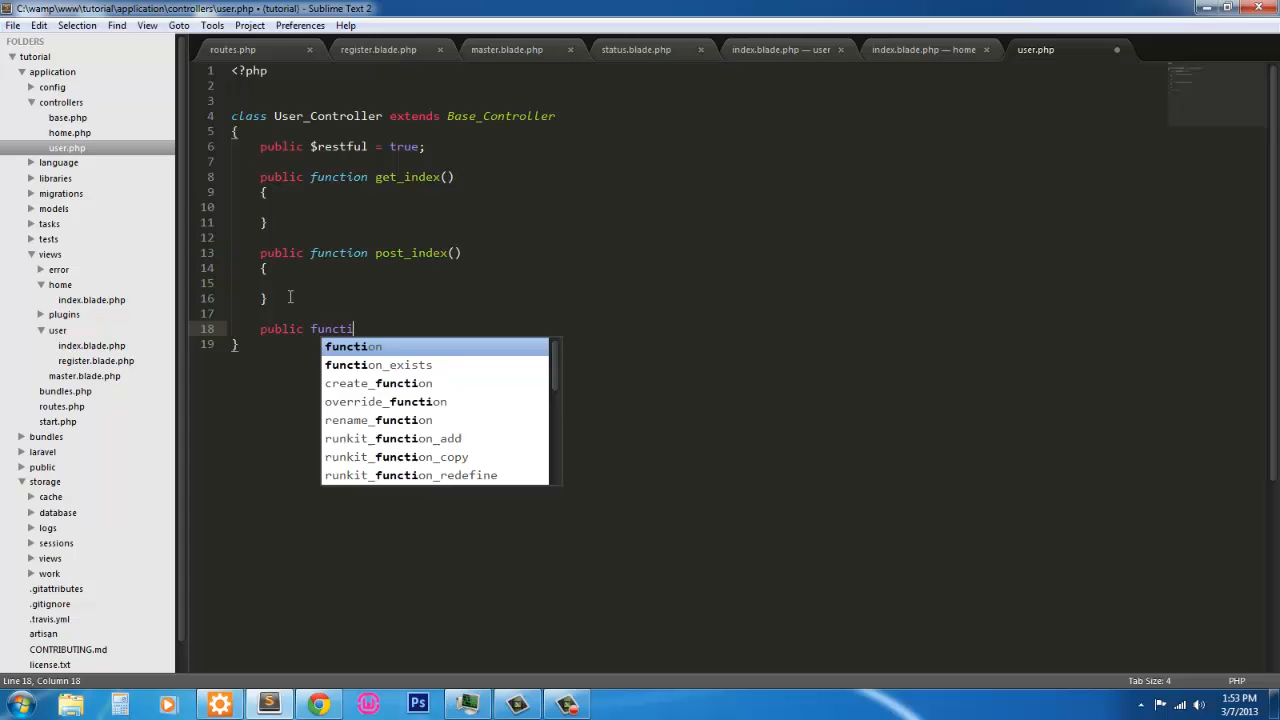 C:\wamp\www\tutorial\application\controllers\user.php • (tutorial) - Sublime Text 2
File Edit Selection Find View Goto Tools Project Preferences Help
FOLDERS
tutorial
application
config
controllers
base.php
home.php
user.php
language
libraries
migrations
models
tasks
tests
views
error
home
index.blade.php
plugins
user
index.blade.php
register.blade.php
master.blade.php
bundles.php
routes.php
start.php
bundles
laravel
public
storage
cache
database
logs
sessions
views
work
.gitattributes
.gitignore
.travis.yml
artisan
CONTRIBUTING.md
license.txt
routes.php × register.blade.php × master.blade.php × status.blade.php × index.blade.php — user × index.blade.php — home × user.php
1 <?php
2
3
4 class User_Controller extends Base_Controller
5 {
6 public $restful = true;
7
8 public function get_index()
9 {
10
11 }
12
13 public function post_index()
14 {
15
16 }
17
18 public functi
19 }
function
function_exists
create_function
override_function
rename_function
runkit_function_add
runkit_function_copy
runkit_function_redefine
Line 18, Column 18 Tab Size: 4 PHP
S Ps S 1:53 PM
3/7/2013